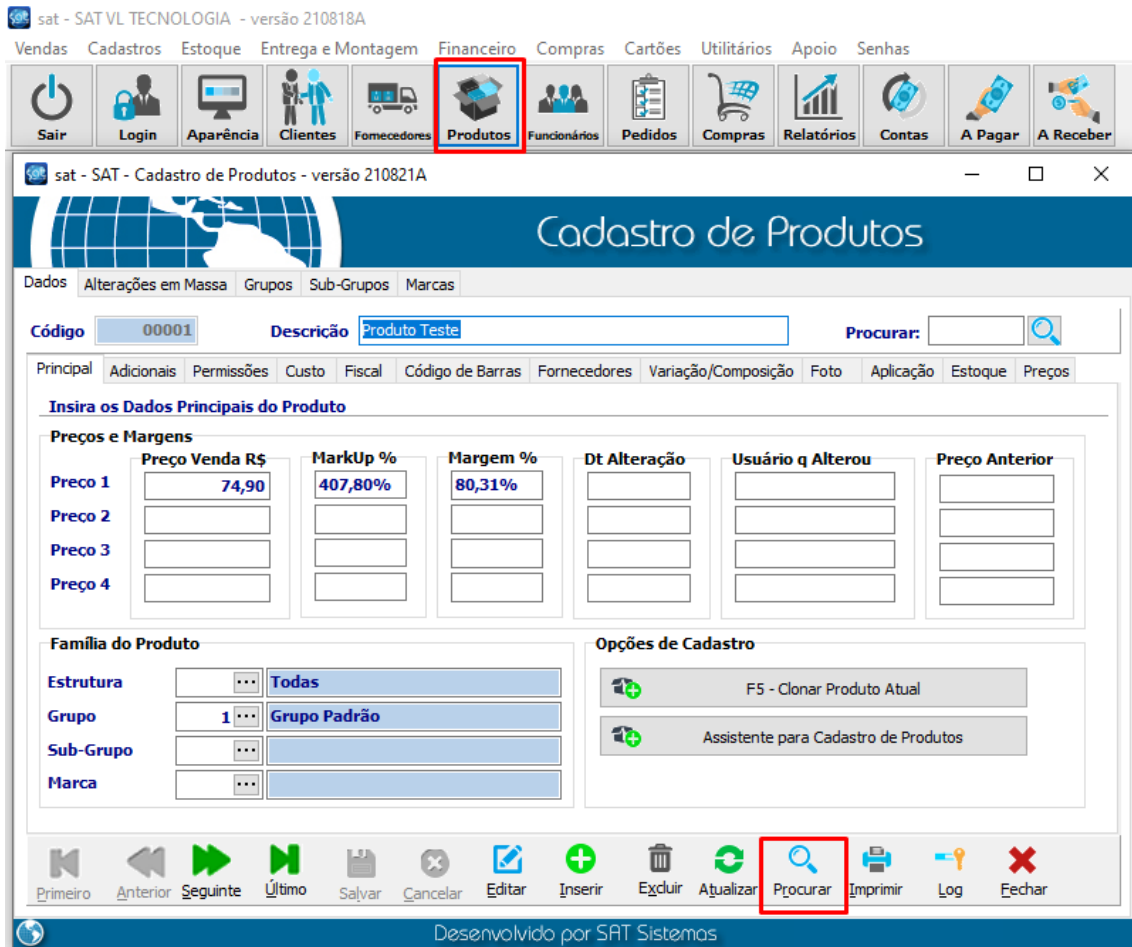 sat - SAT VL TECNOLOGIA - versão 210818A
Vendas Cadastros Estoque Entrega e Montagem Financeiro Compras Cartões Utilitários Apoio Senhas
Sair Login Aparência Clientes Fornecedores Produtos Funcionários Pedidos Compras Relatórios Contas A Pagar A Receber
sat - SAT - Cadastro de Produtos - versão 210821A
Cadastro de Produtos
Dados Alterações em Massa Grupos Sub-Grupos Marcas
Código 00001 Descrição Produto Teste Procurar:
Principal Adicionais Permissões Custo Fiscal Código de Barras Fornecedores Variação/Composição Foto Aplicação Estoque Preços
Insira os Dados Principais do Produto
Preços e Margens
Preço Venda R$ MarkUp % Margem % Dt Alteração Usuário q Alterou Preço Anterior
Preço 1 74,90 407,80% 80,31%
Preço 2
Preço 3
Preço 4
Família do Produto Opções de Cadastro
Estrutura ... Todas F5 - Clonar Produto Atual
Grupo 1 ... Grupo Padrão
Sub-Grupo ... Assistente para Cadastro de Produtos
Marca ...
Primeiro Anterior Seguinte Último Salvar Cancelar Editar Inserir Excluir Atualizar Procurar Imprimir Log Fechar
Desenvolvido por SAT Sistemas